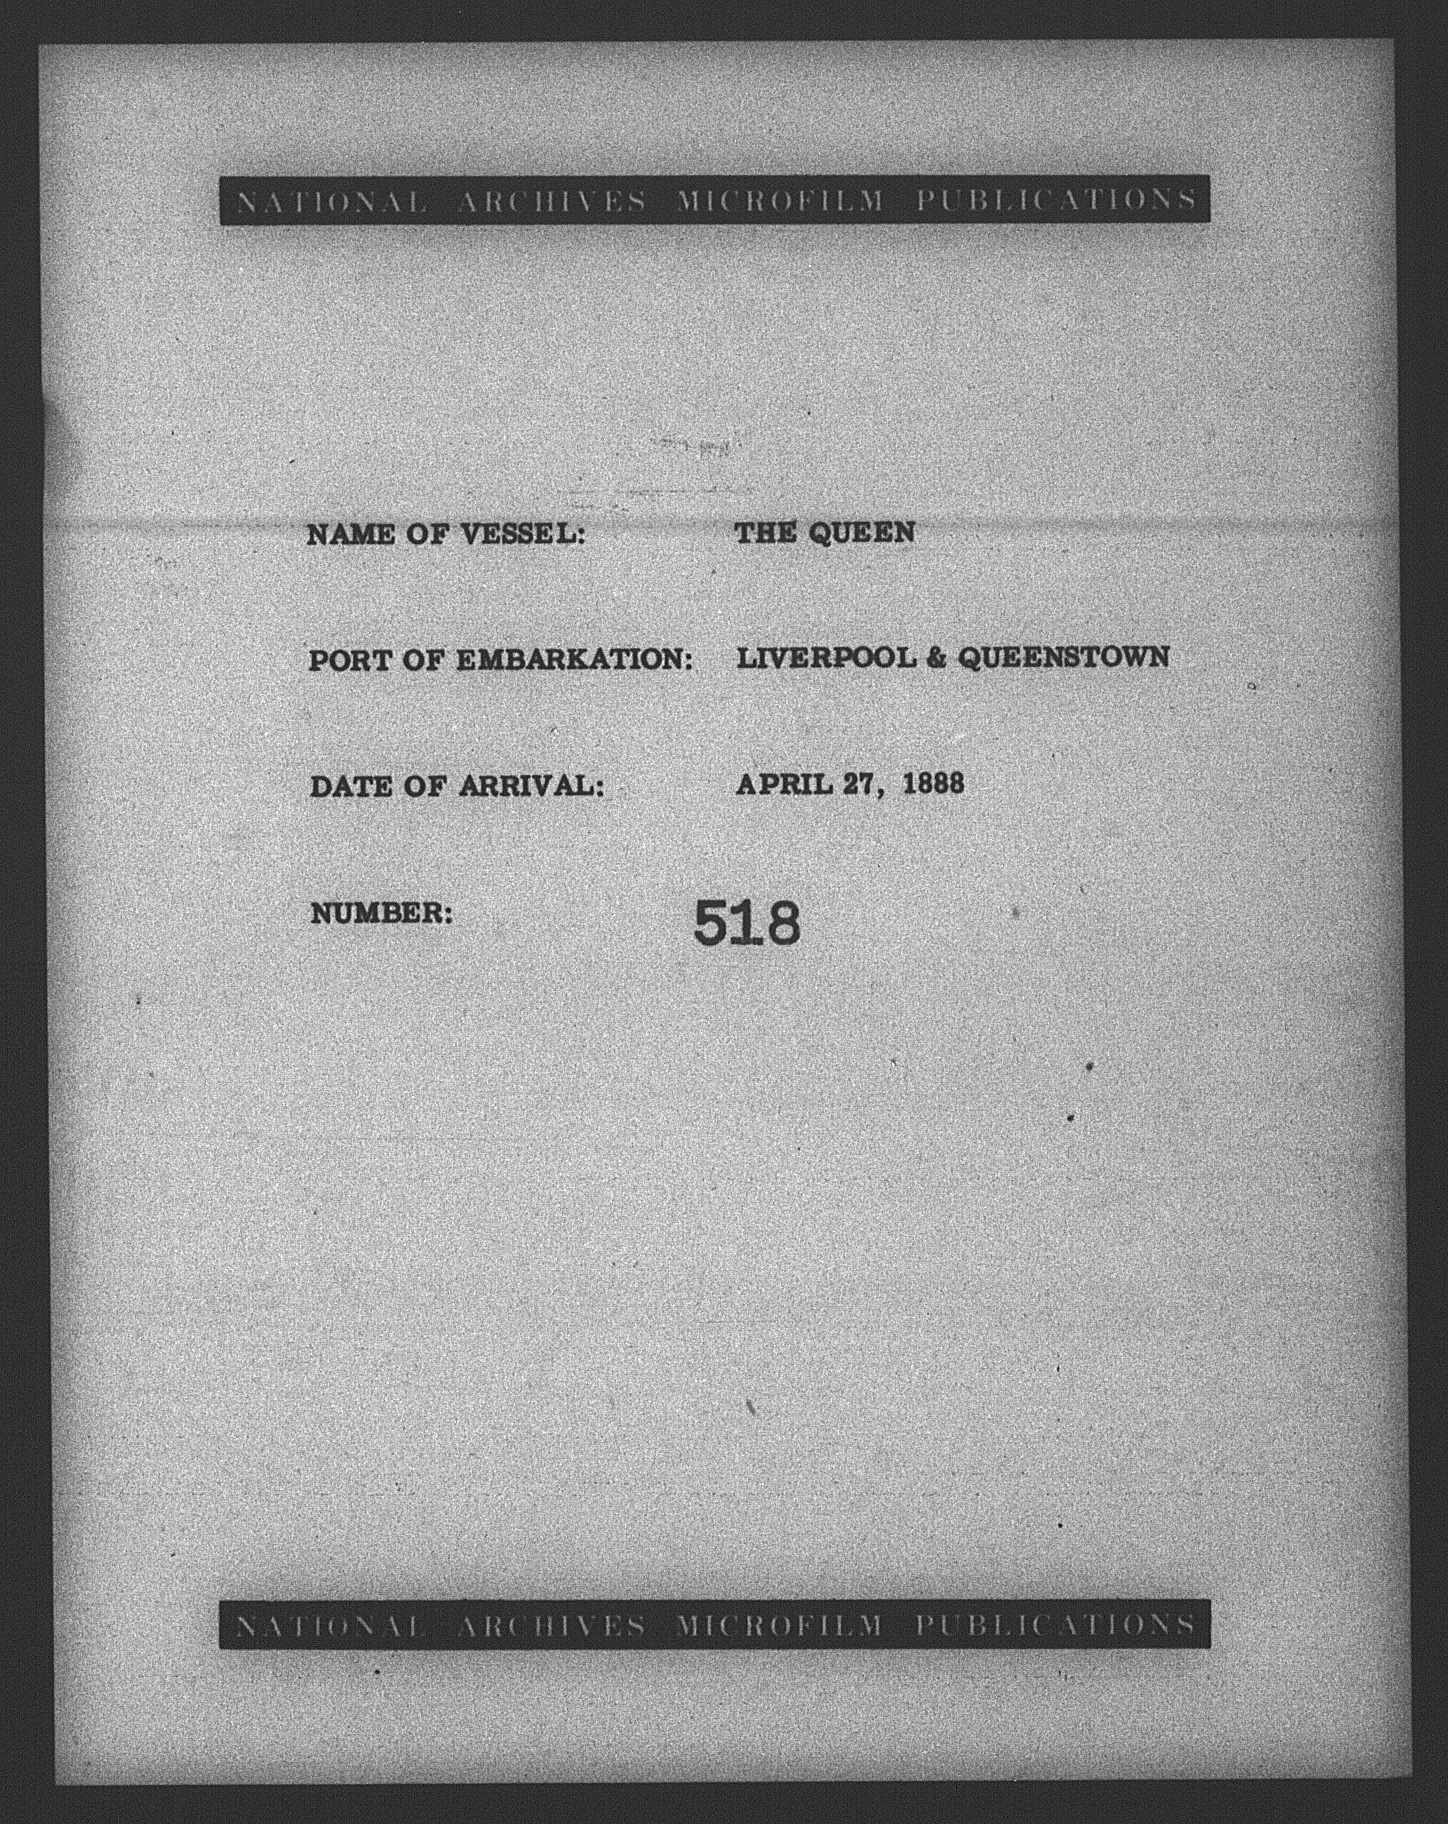 NATIONAL ARCHIVES MICROFILM PUBLICATIONS
NAME OF VESSEL: THE QUEEN
PORT OF EMBARKATION: LIVERPOOL & QUEENSTOWN
DATE OF ARRIVAL: APRIL 27, 1888
NUMBER: 518
NATIONAL ARCHIVES MICROFILM PUBLICATIONS